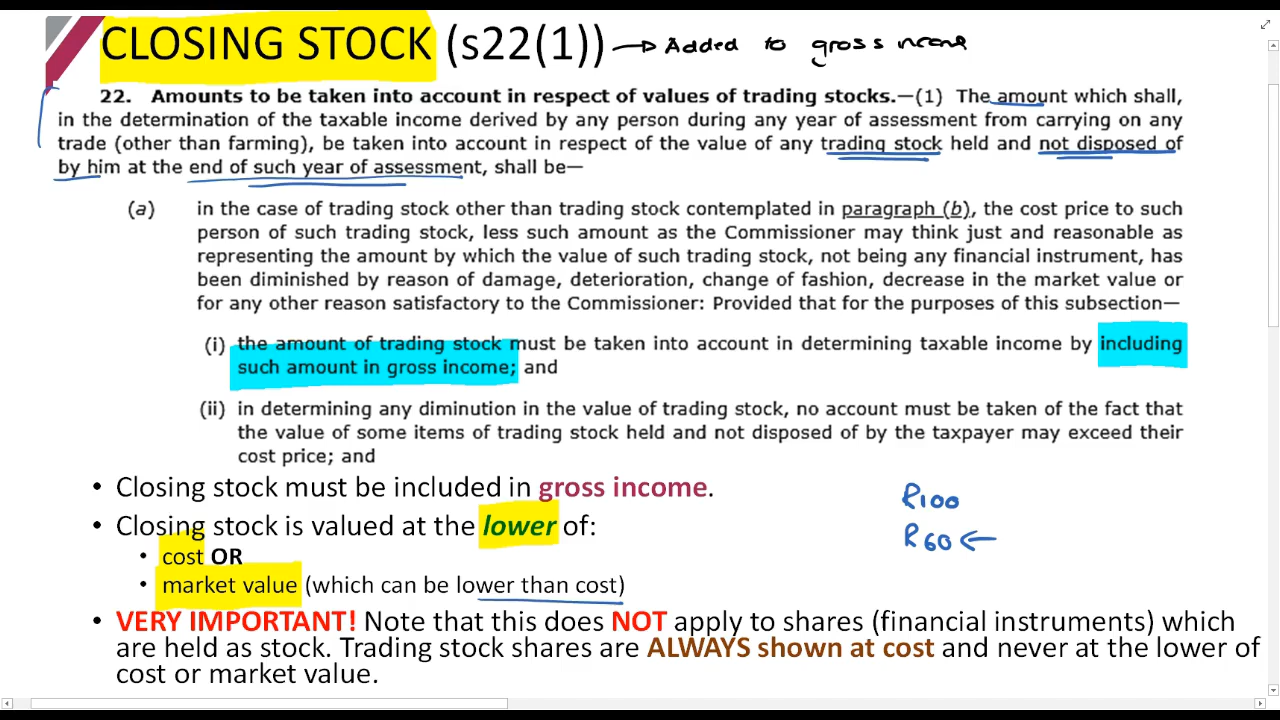 CLOSING STOCK (s22(1)) → Added to gross income
22. Amounts to be taken into account in respect of values of trading stocks.—(1) The amount which shall,
in the determination of the taxable income derived by any person during any year of assessment from carrying on any
trade (other than farming), be taken into account in respect of the value of any trading stock held and not disposed of
by him at the end of such year of assessment, shall be—
(a) in the case of trading stock other than trading stock contemplated in paragraph (b), the cost price to such
person of such trading stock, less such amount as the Commissioner may think just and reasonable as
representing the amount by which the value of such trading stock, not being any financial instrument, has
been diminished by reason of damage, deterioration, change of fashion, decrease in the market value or
for any other reason satisfactory to the Commissioner: Provided that for the purposes of this subsection—
(i) the amount of trading stock must be taken into account in determining taxable income by including
such amount in gross income; and
(ii) in determining any diminution in the value of trading stock, no account must be taken of the fact that
the value of some items of trading stock held and not disposed of by the taxpayer may exceed their
cost price; and
• Closing stock must be included in gross income.
R100
• Closing stock is valued at the lower of:
R60 ←
• cost OR
• market value (which can be lower than cost)
• VERY IMPORTANT! Note that this does NOT apply to shares (financial instruments) which
are held as stock. Trading stock shares are ALWAYS shown at cost and never at the lower of
cost or market value.